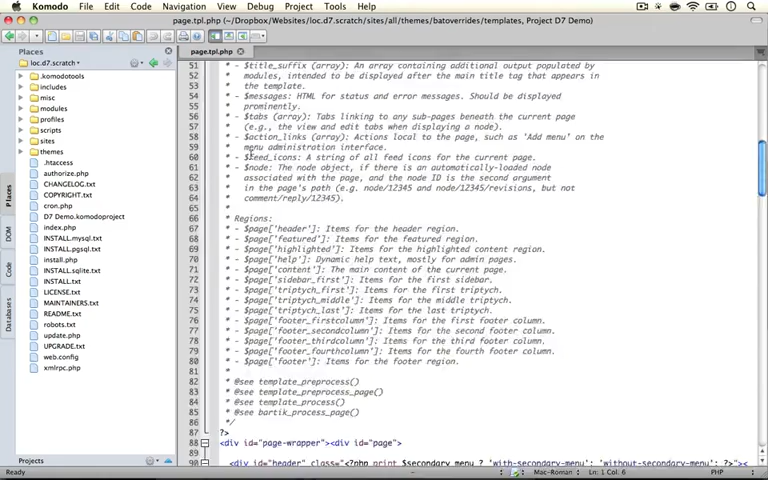 Komodo File Edit Code Navigation View Debug Project Tools Help
page.tpl.php (~/Dropbox/Websites/loc.d7.scratch/sites/all/themes/batoverrides/templates, Project D7 Demo)
Places
page.tpl.php
loc.d7.scratch
.komodotools
includes
misc
modules
profiles
scripts
sites
themes
.htaccess
authorize.php
CHANGELOG.txt
COPYRIGHT.txt
cron.php
D7 Demo.komodoproject
index.php
INSTALL.mysql.txt
INSTALL.pgsql.txt
install.php
INSTALL.sqlite.txt
INSTALL.txt
LICENSE.txt
MAINTAINERS.txt
README.txt
robots.txt
update.php
UPGRADE.txt
web.config
xmlrpc.php
Places
DOM
Code
Databases
51 * - $title_suffix (array): An array containing additional output populated by
52 * modules, intended to be displayed after the main title tag that appears in
53 * the template.
54 * - $messages: HTML for status and error messages. Should be displayed
55 * prominently.
56 * - $tabs (array): Tabs linking to any sub-pages beneath the current page
57 * (e.g., the view and edit tabs when displaying a node).
58 * - $action_links (array): Actions local to the page, such as 'Add menu' on the
59 * menu administration interface.
60 * - $feed_icons: A string of all feed icons for the current page.
61 * - $node: The node object, if there is an automatically-loaded node
62 * associated with the page, and the node ID is the second argument
63 * in the page's path (e.g. node/12345 and node/12345/revisions, but not
64 * comment/reply/12345).
65 *
66 * Regions:
67 * - $page['header']: Items for the header region.
68 * - $page['featured']: Items for the featured region.
69 * - $page['highlighted']: Items for the highlighted content region.
70 * - $page['help']: Dynamic help text, mostly for admin pages.
71 * - $page['content']: The main content of the current page.
72 * - $page['sidebar_first']: Items for the first sidebar.
73 * - $page['triptych_first']: Items for the first triptych.
74 * - $page['triptych_middle']: Items for the middle triptych.
75 * - $page['triptych_last']: Items for the last triptych.
76 * - $page['footer_firstcolumn']: Items for the first footer column.
77 * - $page['footer_secondcolumn']: Items for the second footer column.
78 * - $page['footer_thirdcolumn']: Items for the third footer column.
79 * - $page['footer_fourthcolumn']: Items for the fourth footer column.
80 * - $page['footer']: Items for the footer region.
81 *
82 * @see template_preprocess()
83 * @see template_preprocess_page()
84 * @see template_process()
85 * @see bartik_process_page()
86 */
87 ?>
88 <div id="page-wrapper"><div id="page">
89
90 <div id="header" class="<?php print $secondary_menu ? 'with-secondary-menu': 'without-secondary-menu'; ?>"><
Projects
Ready
Mac-Roman
Ln: 1 Col: 6
PHP